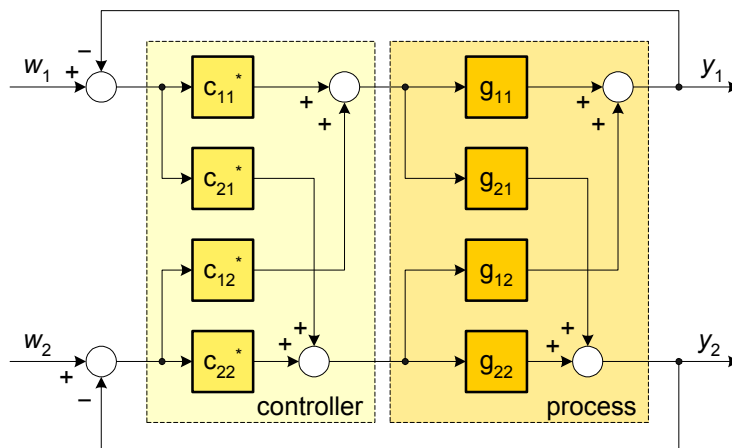 −
w1 + y1
c11* + + g11 + +
c21* g21
c12* g12
w2 + + y2
+ c22* + g22 +
−
controller process